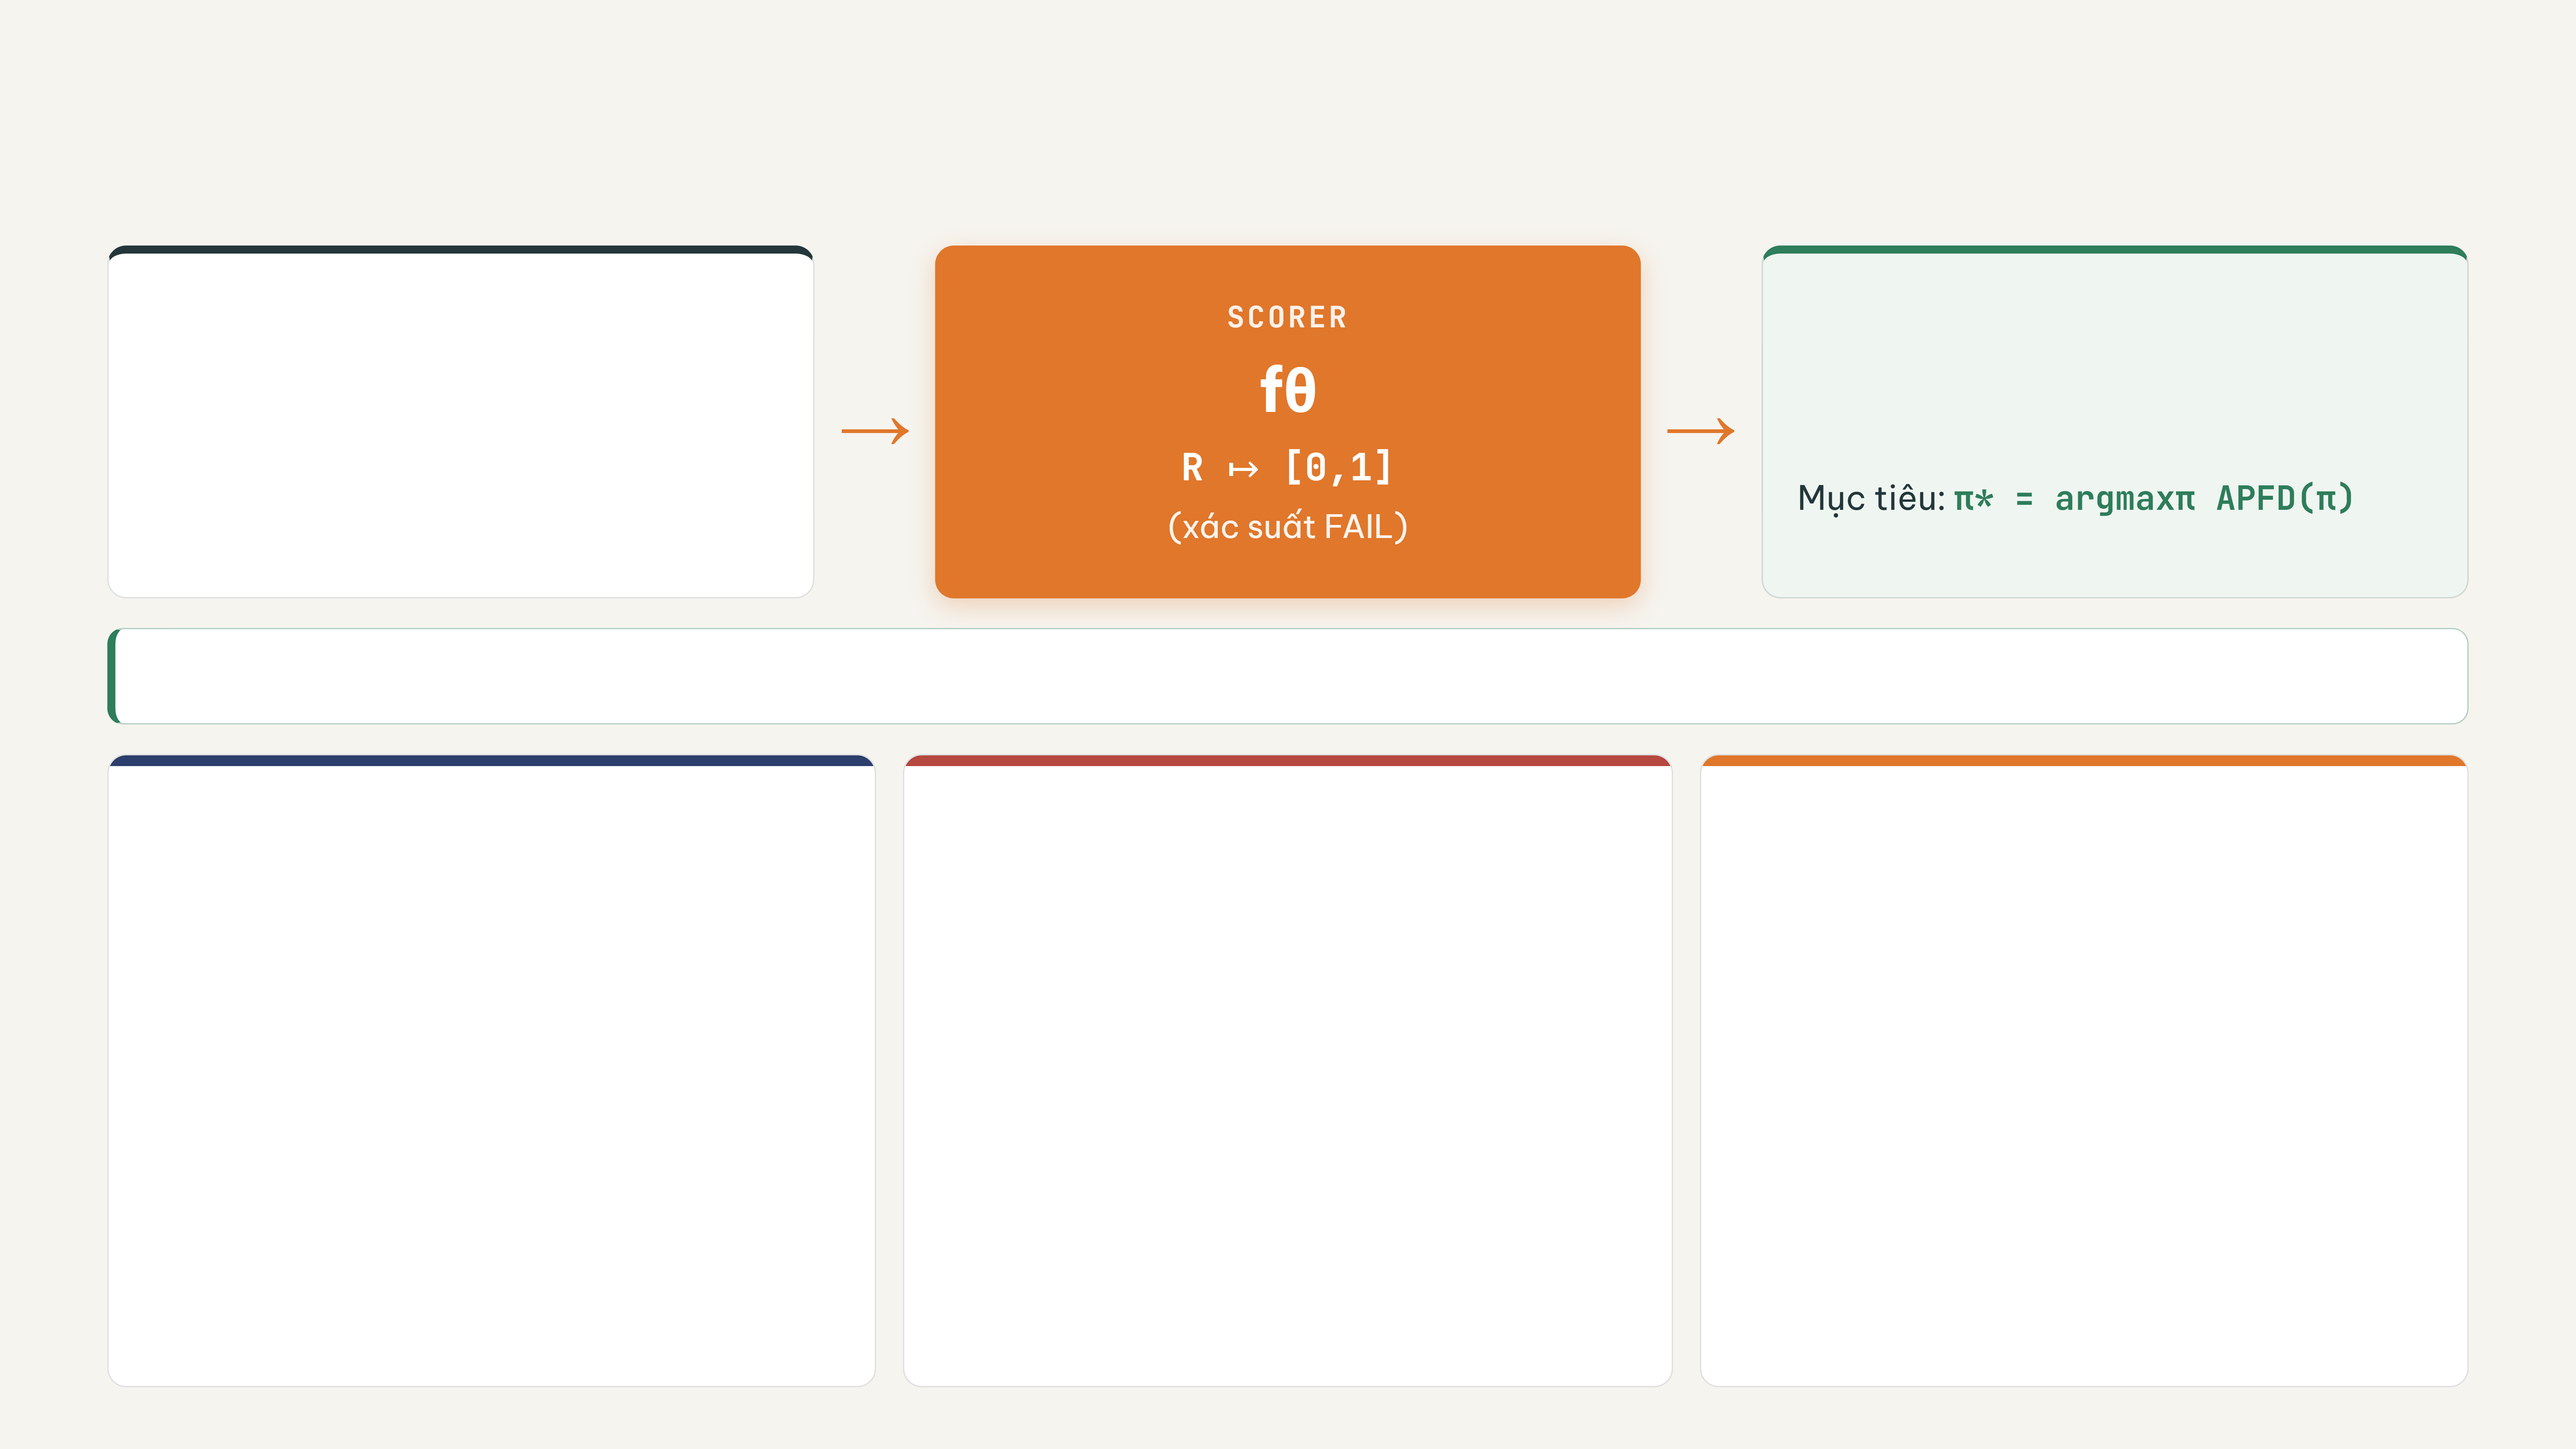 SCORER
fθ
R ↦ [0,1]
(xác suất FAIL)
Mục tiêu: π* = argmaxπ APFD(π)